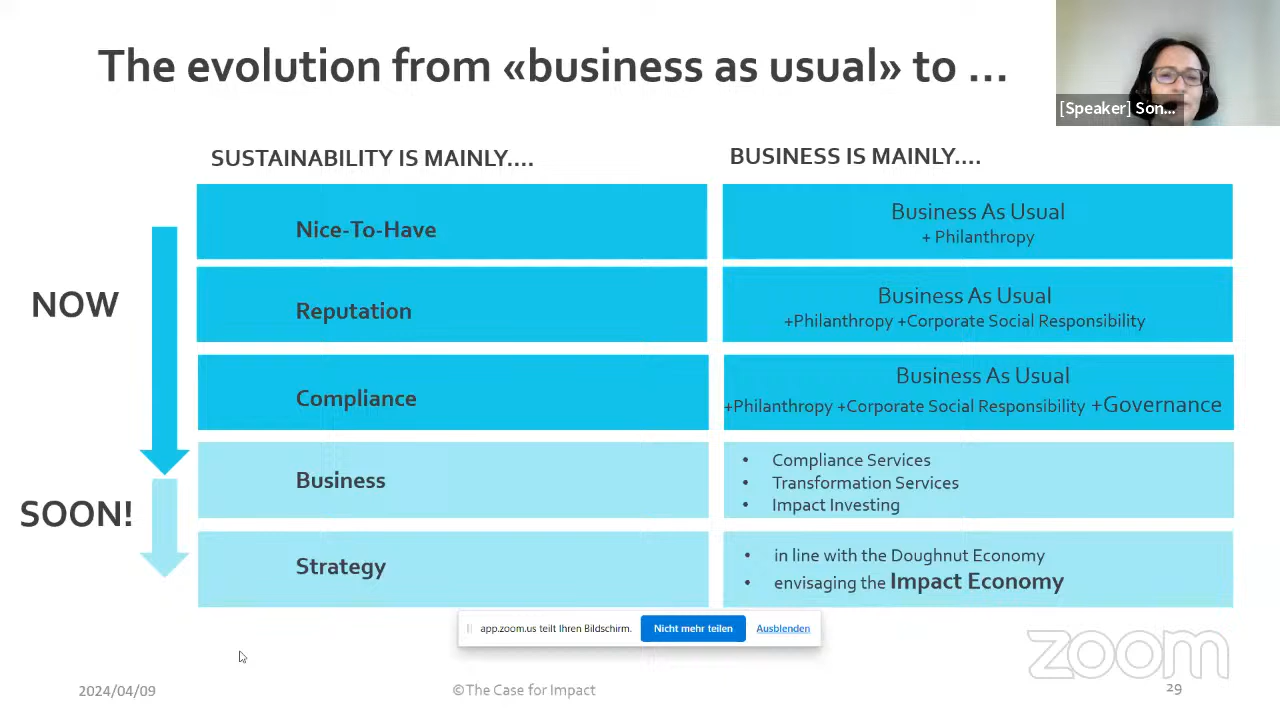 The evolution from «business as usual» to ...
[Speaker] Son...
SUSTAINABILITY IS MAINLY....
BUSINESS IS MAINLY....
NOW
Nice-To-Have
Business As Usual
+ Philanthropy
Reputation
Business As Usual
+Philanthropy +Corporate Social Responsibility
Compliance
Business As Usual
+Philanthropy +Corporate Social Responsibility +Governance
SOON!
Business
• Compliance Services
• Transformation Services
• Impact Investing
Strategy
• in line with the Doughnut Economy
• envisaging the Impact Economy
app.zoom.us teilt Ihren Bildschirm. Nicht mehr teilen Ausblenden
zoom
2024/04/09
©The Case for Impact
29